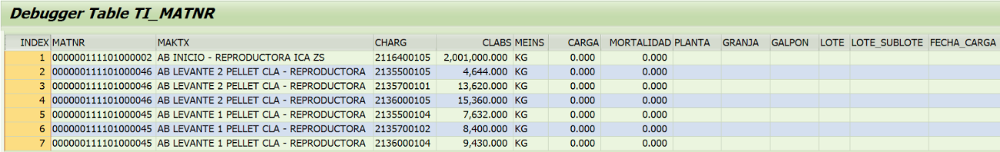 Debugger Table TI_MATNR
INDEX MATNR MAKTX CHARG CLABS MEINS CARGA MORTALIDAD PLANTA GRANJA GALPON LOTE LOTE_SUBLOTE FECHA_CARGA
1 000000111101000002 AB INICIO - REPRODUCTORA ICA ZS 2116400105 2,001,000.000 KG 0.000 0.000
2 000000111101000046 AB LEVANTE 2 PELLET CLA - REPRODUCTORA 2135500105 4,644.000 KG 0.000 0.000
3 000000111101000046 AB LEVANTE 2 PELLET CLA - REPRODUCTORA 2135700101 13,620.000 KG 0.000 0.000
4 000000111101000046 AB LEVANTE 2 PELLET CLA - REPRODUCTORA 2136000105 15,360.000 KG 0.000 0.000
5 000000111101000045 AB LEVANTE 1 PELLET CLA - REPRODUCTORA 2135500104 7,632.000 KG 0.000 0.000
6 000000111101000045 AB LEVANTE 1 PELLET CLA - REPRODUCTORA 2135700102 8,400.000 KG 0.000 0.000
7 000000111101000045 AB LEVANTE 1 PELLET CLA - REPRODUCTORA 2136000104 9,430.000 KG 0.000 0.000